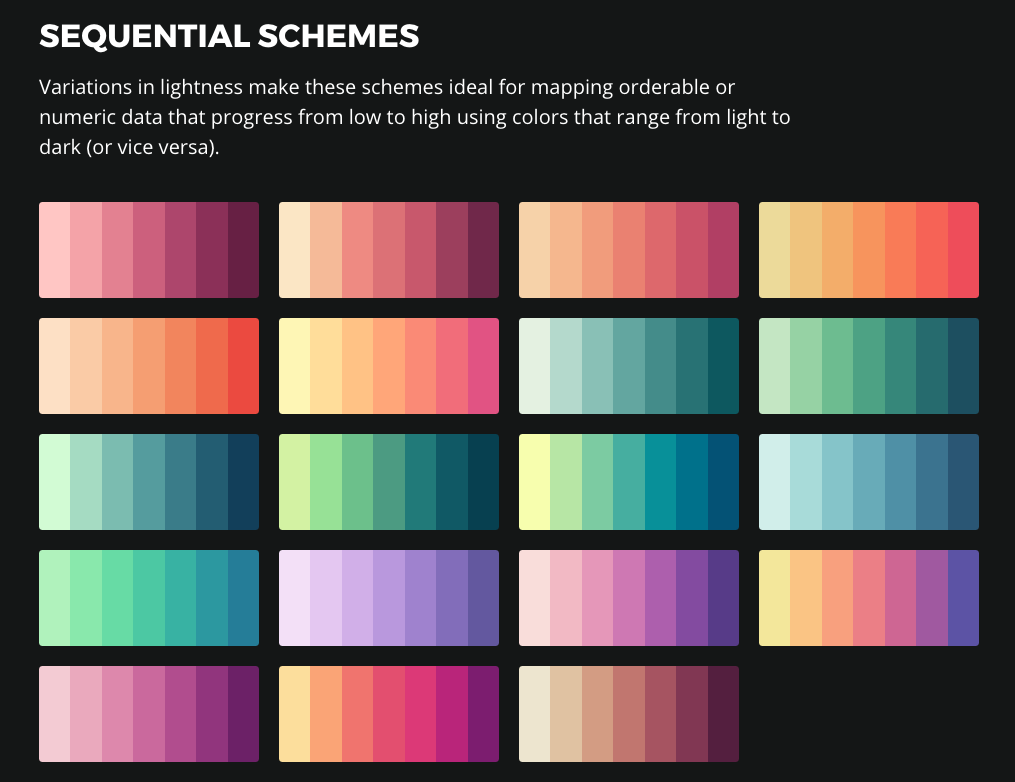 SEQUENTIAL SCHEMES
Variations in lightness make these schemes ideal for mapping orderable or
numeric data that progress from low to high using colors that range from light to
dark (or vice versa).